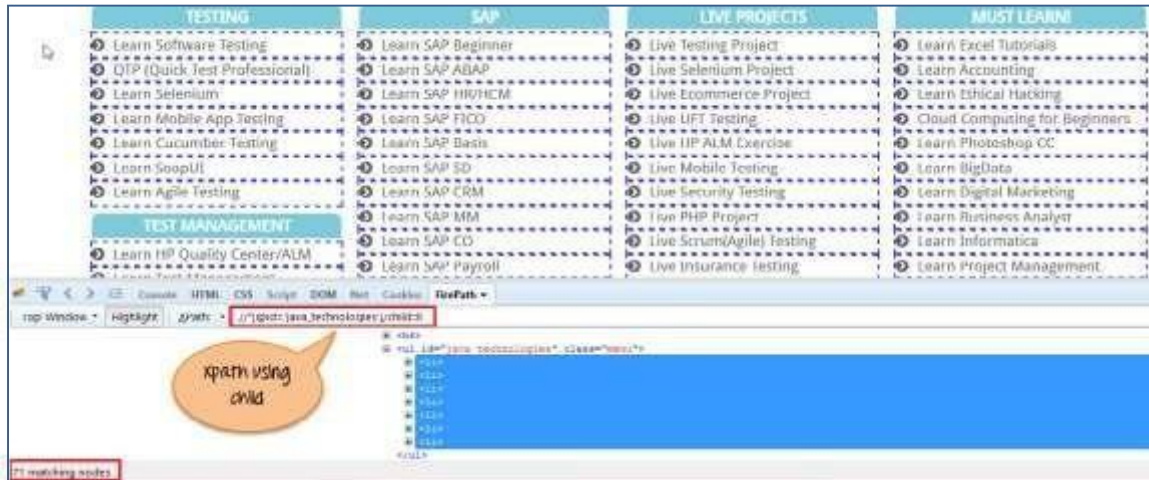 TESTING
Learn Software Testing
QTP (Quick Test Professional)
Learn Selenium
Learn Mobile App Testing
Learn Cucumber Testing
Learn SoapUI
Learn Agile Testing
TEST MANAGEMENT
Learn HP Quality Center/ALM
SAP
Learn SAP Beginner
Learn SAP ABAP
Learn SAP HR/HCM
Learn SAP FICO
Learn SAP Basis
Learn SAP SD
Learn SAP CRM
Learn SAP MM
Learn SAP CO
Learn SAP Payroll
LIVE PROJECTS
Live Testing Project
Live Selenium Project
Live Ecommerce Project
Live UFT Testing
Live HP ALM Exercise
Live Mobile Testing
Live Security Testing
Live PHP Project
Live Scrum(Agile) Testing
Live Insurance Testing
MUST LEARN!
Learn Excel Tutorials
Learn Accounting
Learn Ethical Hacking
Cloud Computing for Beginners
Learn Photoshop CC
Learn BigData
Learn Digital Marketing
Learn Business Analyst
Learn Informatica
Learn Project Management
Console HTML CSS Script DOM Net Cookies FirePath
Top Window Highlight XPath:
<ul id="java_technologies" class="menu">
<li>
<li>
<li>
<li>
<li>
<li>
<li>
</ul>
xpath using
child
71 matching nodes